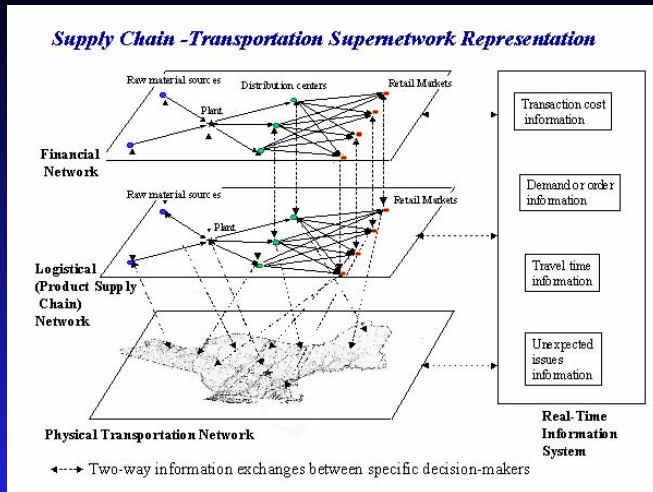 Supply Chain -Transportation Supernetwork Representation
Raw material sources
Distribution centers
Retail Markets
Plant
Financial
Network
Raw material sources
Retail Markets
Plant
Logistical
(Product Supply
Chain)
Network
Physical Transportation Network
Transaction cost
information
Demand or order
information
Travel time
information
Unexpected
issues
information
Real-Time
Information
System
Two-way information exchanges between specific decision-makers